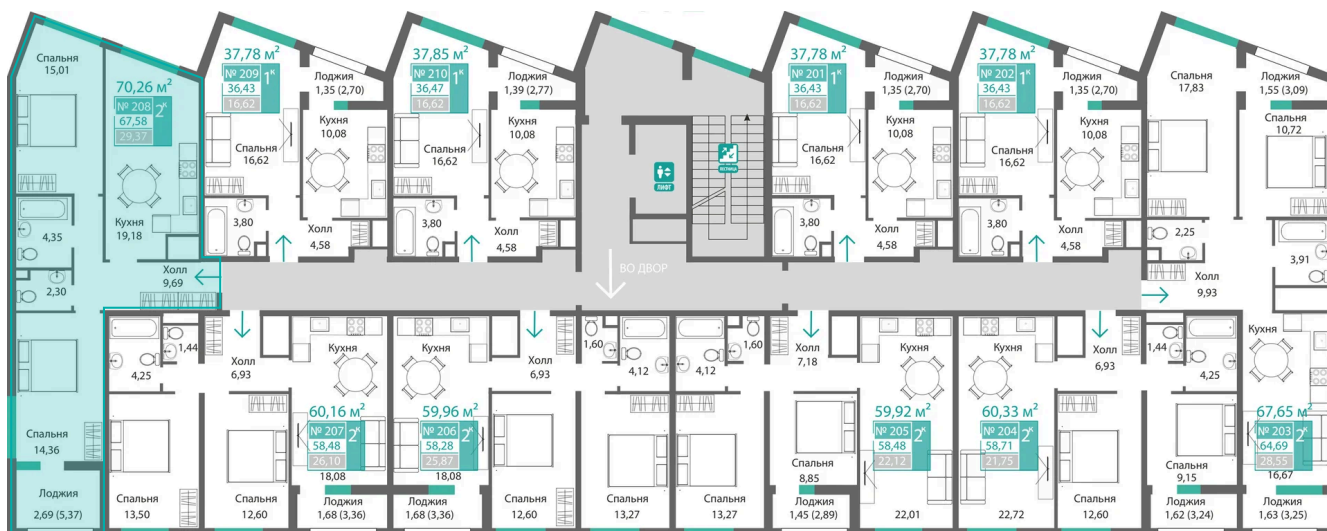 Спальня
15,01
70,26 м²
№ 208
67,58
29,37
2к
Кухня
19,18
4,35
2,30
Холл
9,69
Спальня
14,36
Лоджия
2,69 (5,37)
37,78 м²
№ 209
36,43
16,62
1к
Лоджия
1,35 (2,70)
Кухня
10,08
Спальня
16,62
3,80
Холл
4,58
37,85 м²
№ 210
36,47
16,62
1к
Лоджия
1,39 (2,77)
Кухня
10,08
Спальня
16,62
3,80
Холл
4,58
ЛИФТ
ЛЕСТНИЦА
ВО ДВОР
37,78 м²
№ 201
36,43
16,62
1к
Лоджия
1,35 (2,70)
Кухня
10,08
Спальня
16,62
3,80
Холл
4,58
37,78 м²
№ 202
36,43
16,62
1к
Лоджия
1,35 (2,70)
Кухня
10,08
Спальня
16,62
3,80
Холл
4,58
Спальня
17,83
Лоджия
1,55 (3,09)
Спальня
10,72
2,25
3,91
Холл
9,93
Кухня
67,65 м²
№ 203
64,69
28,55
2к
16,67
Лоджия
1,63 (3,25)
1,44
4,25
Холл
6,93
Кухня
60,16 м²
№ 207
58,48
26,10
2к
18,08
Спальня
13,50
Спальня
12,60
Лоджия
1,68 (3,36)
Кухня
59,96 м²
№ 206
58,28
25,87
2к
18,08
Лоджия
1,68 (3,36)
Холл
6,93
1,60
4,12
Спальня
12,60
Спальня
13,27
4,12
1,60
Холл
7,18
Кухня
59,92 м²
№ 205
58,48
22,12
2к
Спальня
13,27
Спальня
8,85
Лоджия
1,45 (2,89)
22,01
Кухня
60,33 м²
№ 204
58,71
21,75
2к
22,72
Холл
6,93
1,44
4,25
Спальня
12,60
Спальня
9,15
Лоджия
1,62 (3,24)